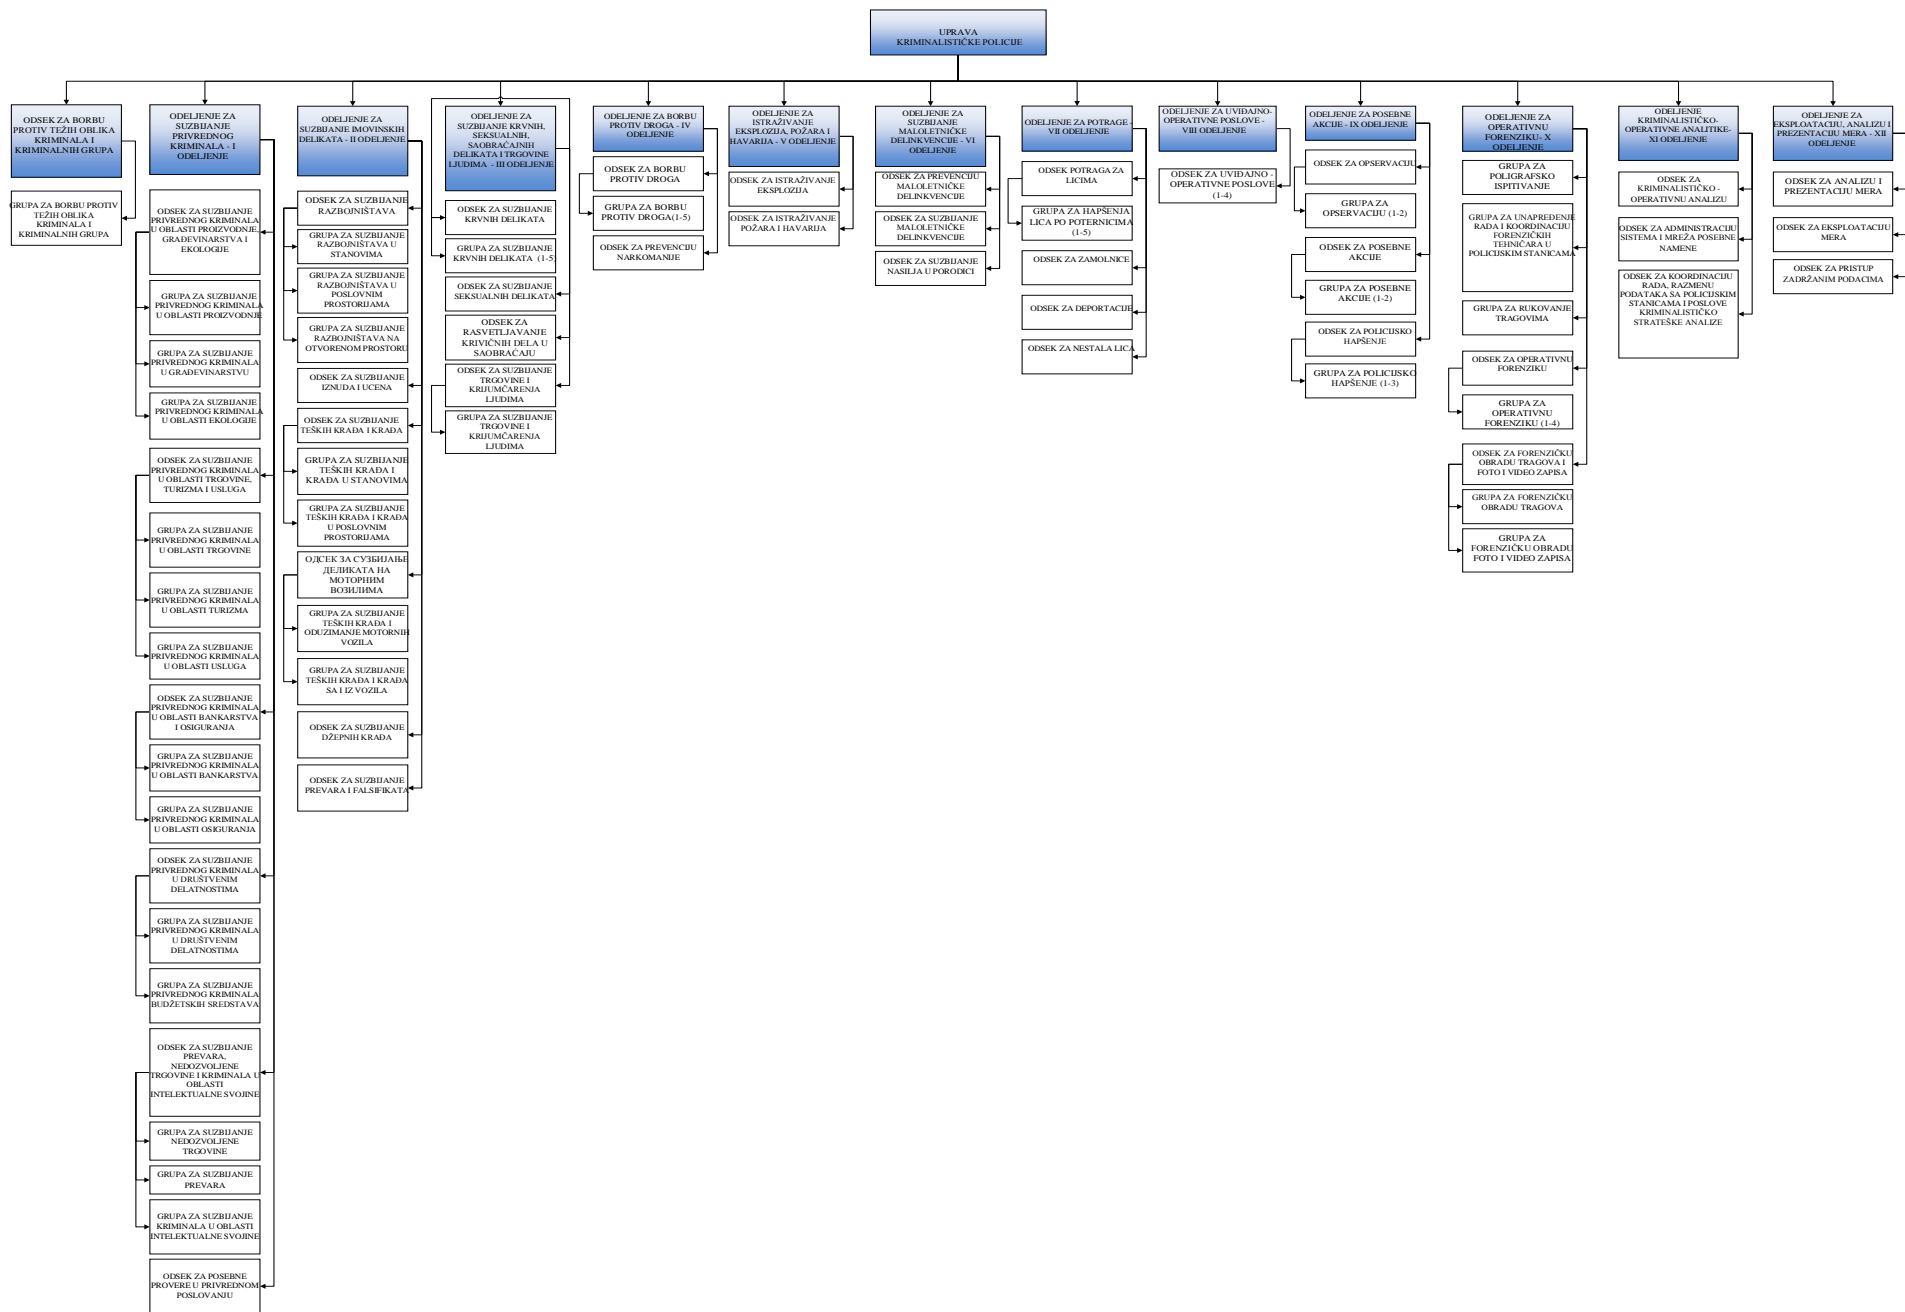 UPRAVA
KRIMINALISTIČKE POLICIJE
ODSEK ZA BORBU
PROTIV TEŽIH OBLIKA
KRIMINALA I
KRIMINALNIH GRUPA
GRUPA ZA BORBU PROTIV
TEŽIH OBLIKA
KRIMINALA I
KRIMINALNIH GRUPA
ODELJENJE ZA
SUZBIJANJE
PRIVREDNOG
KRIMINALA - I
ODELJENJE
ODSEK ZA SUZBIJANJE
PRIVREDNOG KRIMINALA
U OBLASTI PROIZVODNJE,
GRAĐEVINARSTVA I
EKOLOGIJE
GRUPA ZA SUZBIJANJE
PRIVREDNOG KRIMINALA
U OBLASTI PROIZVODNJE
GRUPA ZA SUZBIJANJE
PRIVREDNOG KRIMINALA
U GRAĐEVINARSTVU
GRUPA ZA SUZBIJANJE
PRIVREDNOG KRIMINALA
U OBLASTI EKOLOGIJE
ODSEK ZA SUZBIJANJE
PRIVREDNOG KRIMINALA
U OBLASTI TRGOVINE,
TURIZMA I USLUGA
GRUPA ZA SUZBIJANJE
PRIVREDNOG KRIMINALA
U OBLASTI TRGOVINE
GRUPA ZA SUZBIJANJE
PRIVREDNOG KRIMINALA
U OBLASTI TURIZMA
GRUPA ZA SUZBIJANJE
PRIVREDNOG KRIMINALA
U OBLASTI USLUGA
ODSEK ZA SUZBIJANJE
PRIVREDNOG KRIMINALA
U OBLASTI BANKARSTVA
I OSIGURANJA
GRUPA ZA SUZBIJANJE
PRIVREDNOG KRIMINALA
U OBLASTI BANKARSTVA
GRUPA ZA SUZBIJANJE
PRIVREDNOG KRIMINALA
U OBLASTI OSIGURANJA
ODSEK ZA SUZBIJANJE
PRIVREDNOG KRIMINALA
U DRUŠTVENIM
DELATNOSTIMA
GRUPA ZA SUZBIJANJE
PRIVREDNOG KRIMINALA
U DRUŠTVENIM
DELATNOSTIMA
GRUPA ZA SUZBIJANJE
PRIVREDNOG KRIMINALA
BUDŽETSKIH SREDSTAVA
ODSEK ZA SUZBIJANJE
PREVARA,
NEDOZVOLJENE
TRGOVINE I KRIMINALA U
OBLASTI
INTELEKTUALNE SVOJINE
GRUPA ZA SUZBIJANJE
NEDOZVOLJENE
TRGOVINE
GRUPA ZA SUZBIJANJE
PREVARA
GRUPA ZA SUZBIJANJE
KRIMINALA U OBLASTI
INTELEKTUALNE SVOJINE
ODSEK ZA POSEBNE
PROVERE U PRIVREDNOM
POSLOVANJU
ODELJENJE ZA
SUZBIJANJE IMOVINSKIH
DELIKATA - II ODELJENJE
ODSEK ZA SUZBIJANJE
RAZBOJNIŠTAVA
GRUPA ZA SUZBIJANJE
RAZBOJNIŠTAVA U
STANOVIMA
GRUPA ZA SUZBIJANJE
RAZBOJNIŠTAVA U
POSLOVNIM
PROSTORIJAMA
GRUPA ZA SUZBIJANJE
RAZBOJNIŠTAVA NA
OTVORENOM PROSTORU
ODSEK ZA SUZBIJANJE
IZNUDA I UCENA
ODSEK ZA SUZBIJANJE
TEŠKIH KRAĐA I KRAĐA
GRUPA ZA SUZBIJANJE
TEŠKIH KRAĐA I
KRAĐA U STANOVIMA
GRUPA ZA SUZBIJANJE
TEŠKIH KRAĐA I KRAĐA
U POSLOVNIM
PROSTORIJAMA
ОДСЕК ЗА СУЗБИЈАЊЕ
ДЕЛИКАТА НА
МОТОРНИМ
ВОЗИЛИМА
GRUPA ZA SUZBIJANJE
TEŠKIH KRAĐA I
ODUZIMANJE MOTORNIH
VOZILA
GRUPA ZA SUZBIJANJE
TEŠKIH KRAĐA I KRAĐA
SA I IZ VOZILA
ODSEK ZA SUZBIJANJE
DŽEPNIH KRAĐA
ODSEK ZA SUZBIJANJE
PREVARA I FALSIFIKATA
ODELJENJE ZA
SUZBIJANJE KRVNIH,
SEKSUALNIH,
SAOBRAĆAJNIH
DELIKATA I TRGOVINE
LJUDIMA - III ODELJENJE
ODSEK ZA SUZBIJANJE
KRVNIH DELIKATA
GRUPA ZA SUZBIJANJE
KRVNIH DELIKATA (1-5)
ODSEK ZA SUZBIJANJE
SEKSUALNIH DELIKATA
ODSEK ZA
RASVETLJAVANJE
KRIVIČNIH DELA U
SAOBRAĆAJU
ODSEK ZA SUZBIJANJE
TRGOVINE I
KRIJUMČARENJA
LJUDIMA
GRUPA ZA SUZBIJANJE
TRGOVINE I
KRIJUMČARENJA
LJUDIMA
ODELJENJE ZA BORBU
PROTIV DROGA - IV
ODELJENJE
ODSEK ZA BORBU
PROTIV DROGA
GRUPA ZA BORBU
PROTIV DROGA(1-5)
ODSEK ZA PREVENCIJU
NARKOMANIJE
ODELJENJE ZA
ISTRAŽIVANJE
EKSPLOZIJA, POŽARA I
HAVARIJA - V ODELJENJE
ODSEK ZA ISTRAŽIVANJE
EKSPLOZIJA
ODSEK ZA ISTRAŽIVANJE
POŽARA I HAVARIJA
ODELJENJE ZA
SUZBIJANJE
MALOLETNIČKE
DELINKVENCIJE - VI
ODELJENJE
ODSEK ZA PREVENCIJU
MALOLETNIČKE
DELINKVENCIJE
ODSEK ZA SUZBIJANJE
MALOLETNIČKE
DELINKVENCIJE
ODSEK ZA SUZBIJANJE
NASILJA U PORODICI
ODELJENJE ZA POTRAGE -
VII ODELJENJE
ODSEK POTRAGA ZA
LICIMA
GRUPA ZA HAPŠENJA
LICA PO POTERNICIMA
(1-5)
ODSEK ZA ZAMOLNICE
ODSEK ZA DEPORTACIJE
ODSEK ZA NESTALA LICA
ODELJENJE ZA UVIĐAJNO-
OPERATIVNE POSLOVE -
VIII ODELJENJE
ODSEK ZA UVIĐAJNO -
OPERATIVNE POSLOVE
(1-4)
ODELJENJE ZA POSEBNE
AKCIJE - IX ODELJENJE
ODSEK ZA OPSERVACIJU
GRUPA ZA
OPSERVACIJU (1-2)
ODSEK ZA POSEBNE
AKCIJE
GRUPA ZA POSEBNE
AKCIJE (1-2)
ODSEK ZA POLICIJSKO
HAPŠENJE
GRUPA ZA POLICIJSKO
HAPŠENJE (1-3)
ODELJENJE ZA
OPERATIVNU
FORENZIKU- X
ODELJENJE
GRUPA ZA
POLIGRAFSKO
ISPITIVANJE
GRUPA ZA UNAPREĐENJE
RADA I KOORDINACIJU
FORENZIČKIH
TEHNIČARA U
POLICIJSKIM STANICAMA
GRUPA ZA RUKOVANJE
TRAGOVIMA
ODSEK ZA OPERATIVNU
FORENZIKU
GRUPA ZA
OPERATIVNU
FORENZIKU (1-4)
ODSEK ZA FORENZIČKU
OBRADU TRAGOVA I
FOTO I VIDEO ZAPISA
GRUPA ZA FORENZIČKU
OBRADU TRAGOVA
GRUPA ZA
FORENZIČKU OBRADU
FOTO I VIDEO ZAPISA
ODELJENJE
KRIMINALISTIČKO-
OPERATIVNE ANALITIKE-
XI ODELJENJE
ODSEK ZA
KRIMINALISTIČKO -
OPERATIVNU ANALIZU
ODSEK ZA ADMINISTRACIJU
SISTEMA I MREŽA POSEBNE
NAMENE
ODSEK ZA KOORDINACIJU
RADA, RAZMENU
PODATAKA SA POLICIJSKIM
STANICAMA I POSLOVE
KRIMINALISTIČKO
STRATEŠKE ANALIZE
ODELJENJE ZA
EKSPLOATACIJU, ANALIZU I
PREZENTACIJU MERA - XII
ODELJENJE
ODSEK ZA ANALIZU I
PREZENTACIJU MERA
ODSEK ZA EKSPLOATACIJU
MERA
ODSEK ZA PRISTUP
ZADRŽANIM PODACIMA